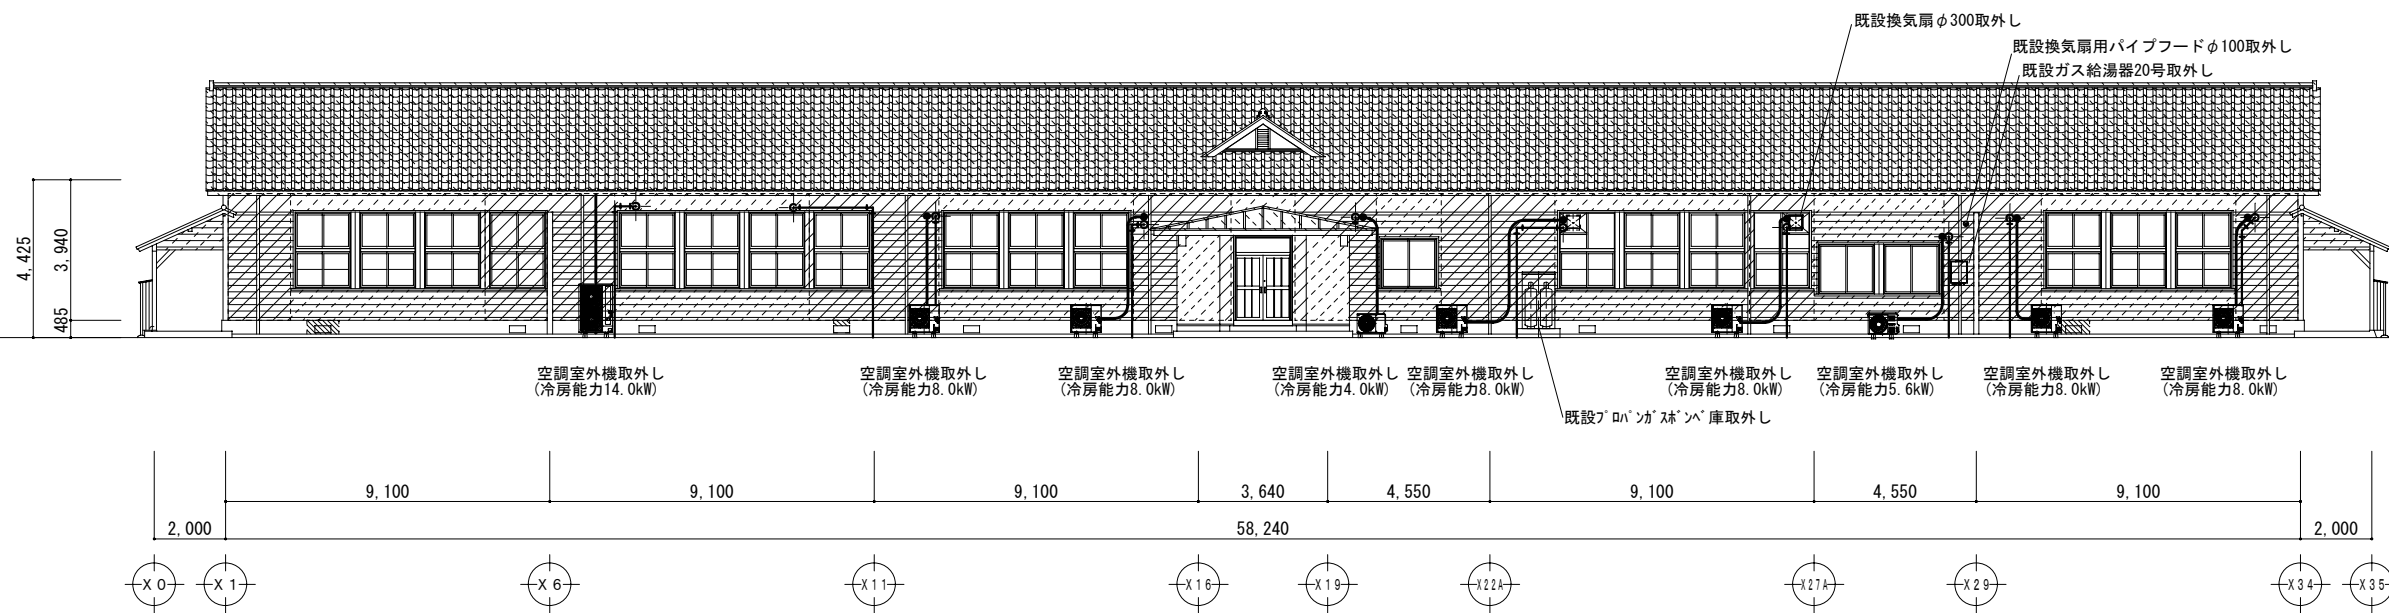 既設換気扇φ300取外し
既設換気扇用パイプフードφ100取外し
既設ガス給湯器20号取外し
4,425
3,940
485
空調室外機取外し
(冷房能力14.0kW)
空調室外機取外し
(冷房能力8.0kW)
空調室外機取外し
(冷房能力8.0kW)
空調室外機取外し
(冷房能力4.0kW)
空調室外機取外し
(冷房能力8.0kW)
空調室外機取外し
(冷房能力8.0kW)
空調室外機取外し
(冷房能力5.6kW)
空調室外機取外し
(冷房能力8.0kW)
空調室外機取外し
(冷房能力8.0kW)
既設プロパンガスボンベ庫取外し
9,100
9,100
9,100
3,640
4,550
9,100
4,550
9,100
2,000
58,240
2,000
X0
X1
X6
X11
X16
X19
X22A
X27A
X29
X34
X35